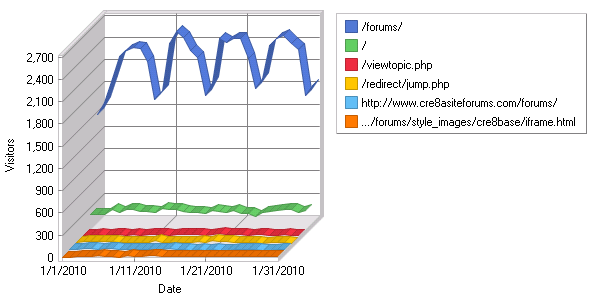 2,700
2,400
2,100
1,800
1,500
1,200
900
600
300
0
Visitors
1/1/2010
1/11/2010
1/21/2010
1/31/2010
Date
/forums/
/
/viewtopic.php
/redirect/jump.php
http://www.cre8asiteforums.com/forums/
.../forums/style_images/cre8base/iframe.html